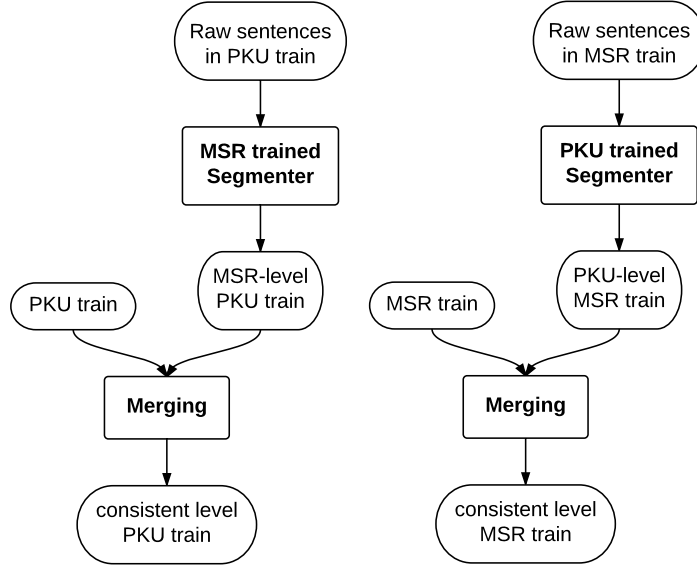 Raw sentences
in PKU train
MSR trained
Segmenter
MSR-level
PKU train
PKU train
Merging
consistent level
PKU train
Raw sentences
in MSR train
PKU trained
Segmenter
PKU-level
MSR train
MSR train
Merging
consistent level
MSR train